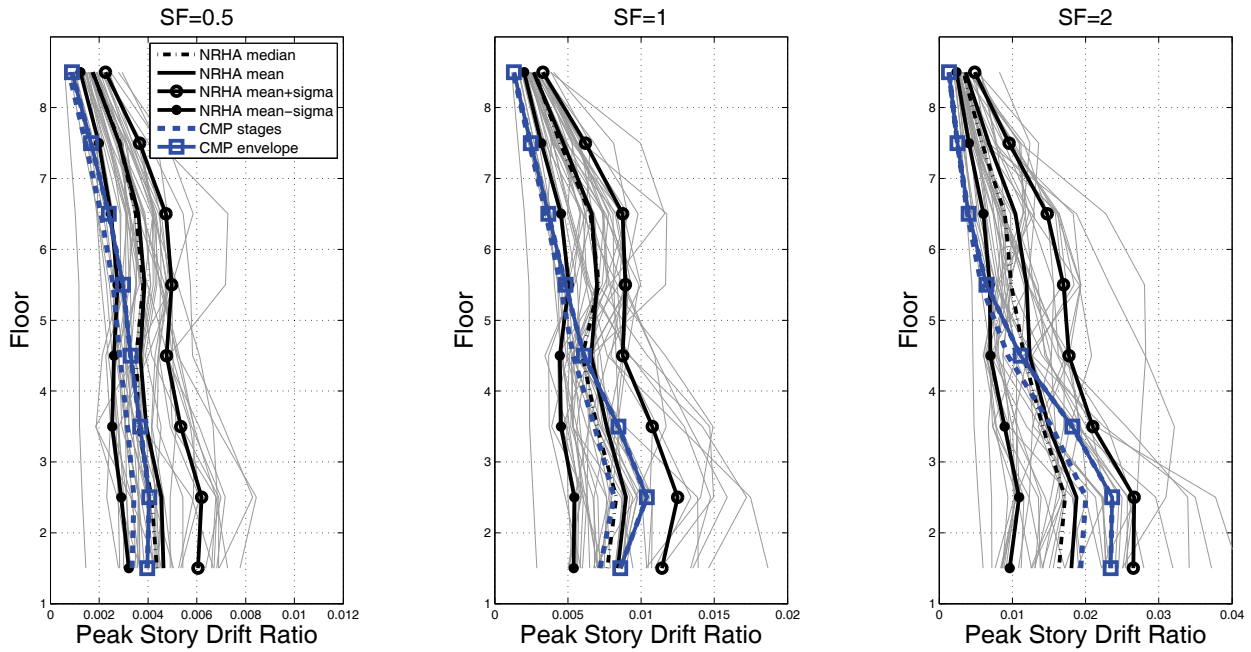 SF=0.5
NRHA median
NRHA mean
NRHA mean+sigma
NRHA mean−sigma
CMP stages
CMP envelope
8
7
6
5
4
3
2
1
Floor
0
0.002
0.004
0.006
0.008
0.01
0.012
Peak Story Drift Ratio
SF=1
8
7
6
5
4
3
2
1
Floor
0
0.005
0.01
0.015
0.02
Peak Story Drift Ratio
SF=2
8
7
6
5
4
3
2
1
Floor
0
0.01
0.02
0.03
0.04
Peak Story Drift Ratio